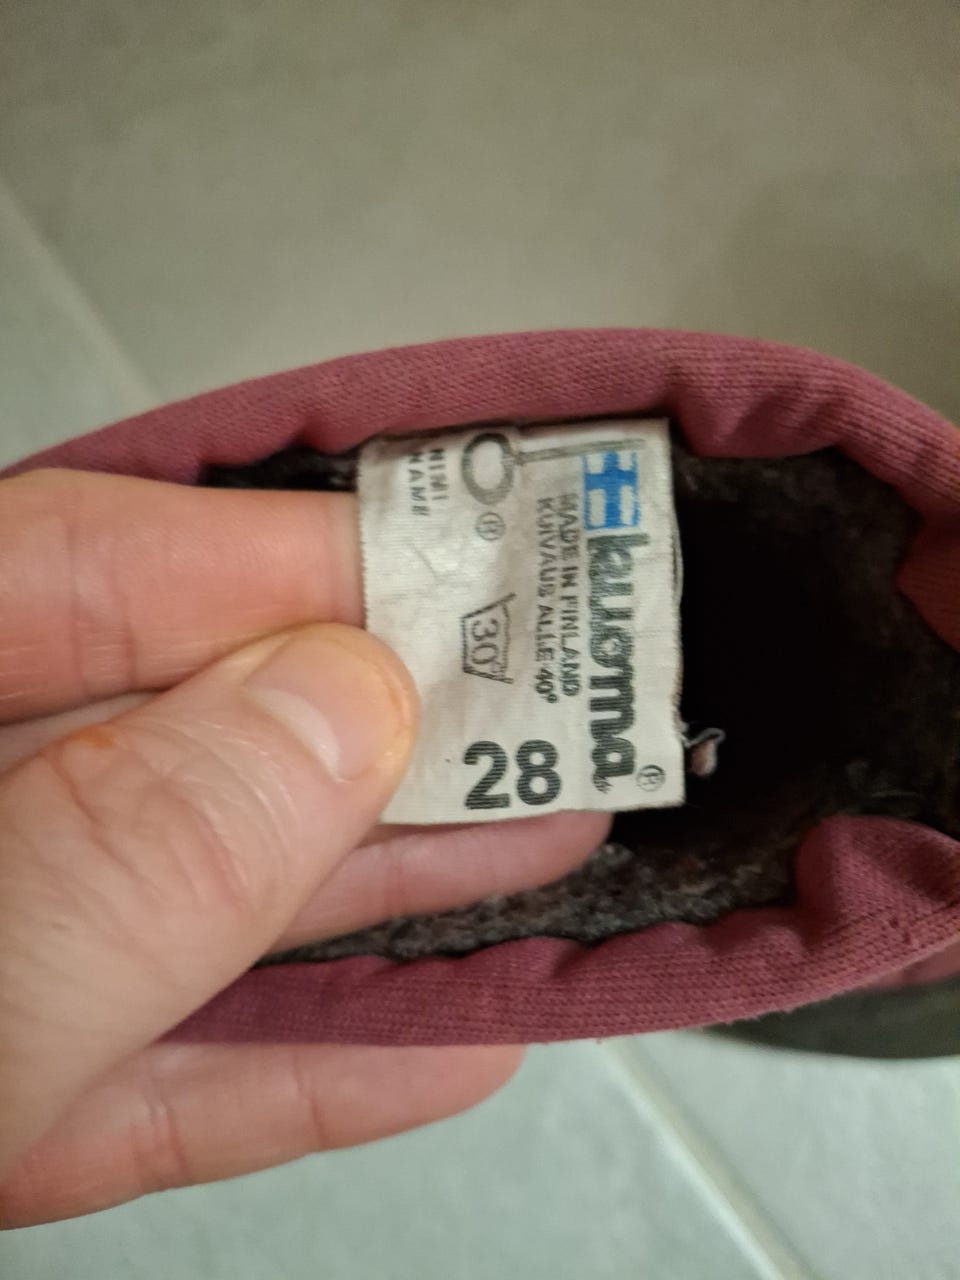 kuoma®
MADE IN FINLAND
KUIVAUS ALLE 40°
®
30°
NIMI
NAME
28